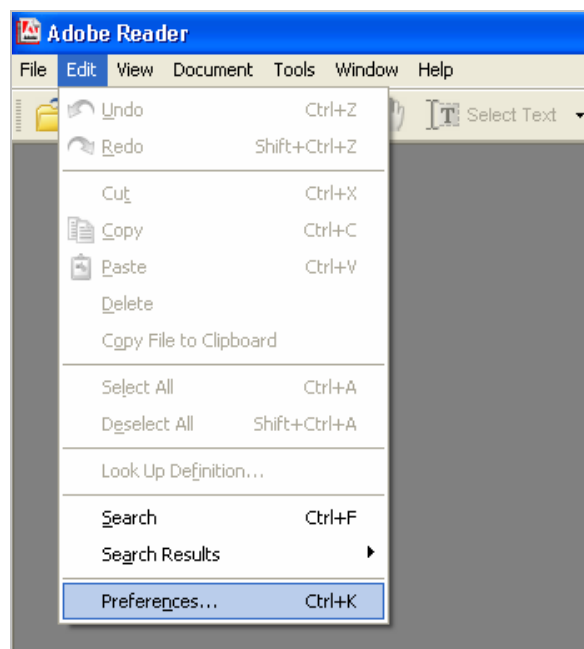 Adobe Reader
File Edit View Document Tools Window Help
Select Text
Undo Ctrl+Z
Redo Shift+Ctrl+Z
Cut Ctrl+X
Copy Ctrl+C
Paste Ctrl+V
Delete
Copy File to Clipboard
Select All Ctrl+A
Deselect All Shift+Ctrl+A
Look Up Definition...
Search Ctrl+F
Search Results
Preferences... Ctrl+K